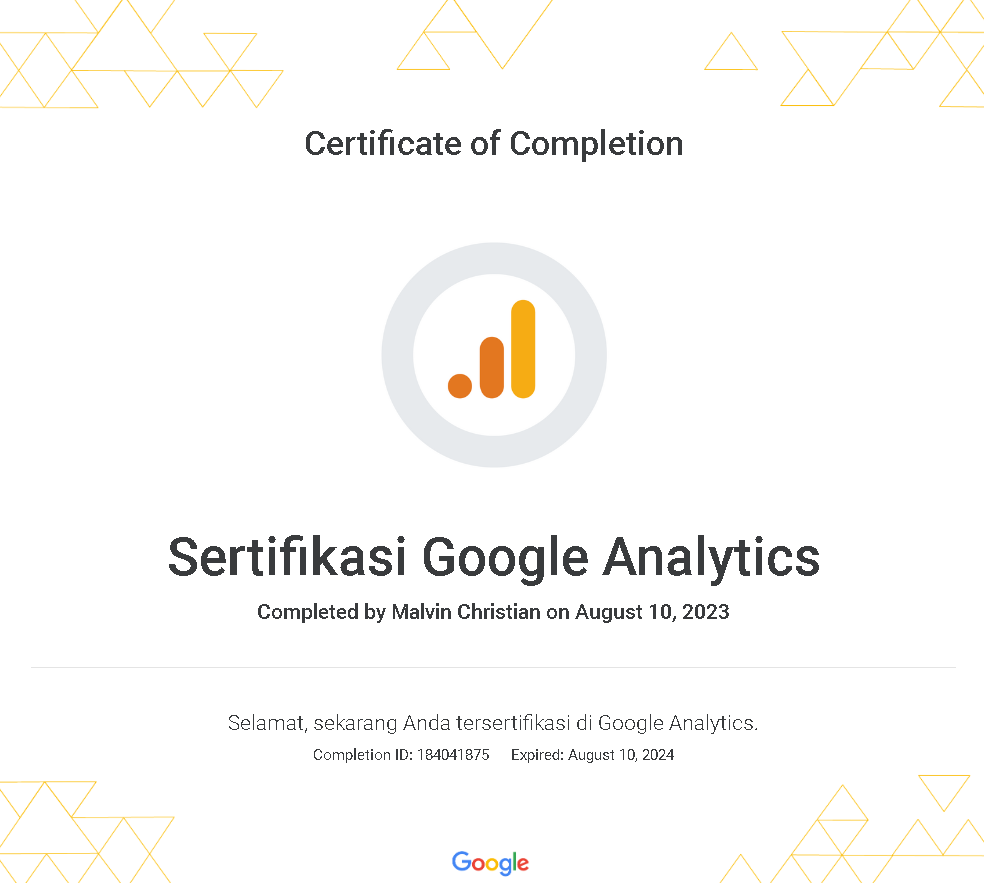 Certificate of Completion
Sertifikasi Google Analytics
Completed by Malvin Christian on August 10, 2023
Selamat, sekarang Anda tersertifikasi di Google Analytics.
Completion ID: 184041875 Expired: August 10, 2024
Google